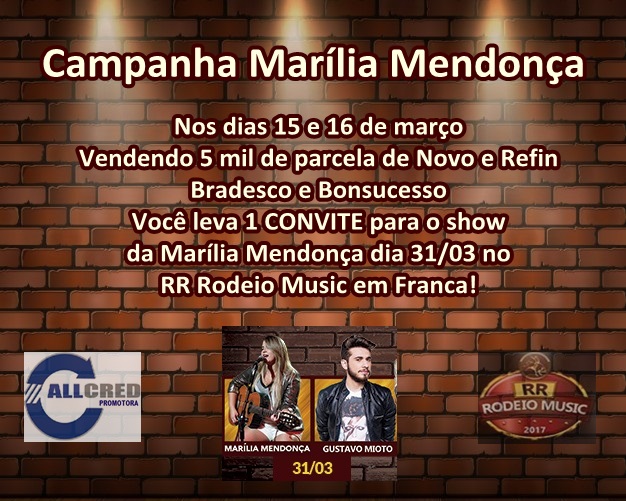 Campanha Marília Mendonça
Nos dias 15 e 16 de março
Vendendo 5 mil de parcela de Novo e Refin
Bradesco e Bonsucesso
Você leva 1 CONVITE para o show
da Marília Mendonça dia 31/03 no
RR Rodeio Music em Franca!
ALLCRED
PROMOTORA
MARÍLIA MENDONÇA
GUSTAVO MIOTO
31/03
RR
RODEIO MUSIC
2017